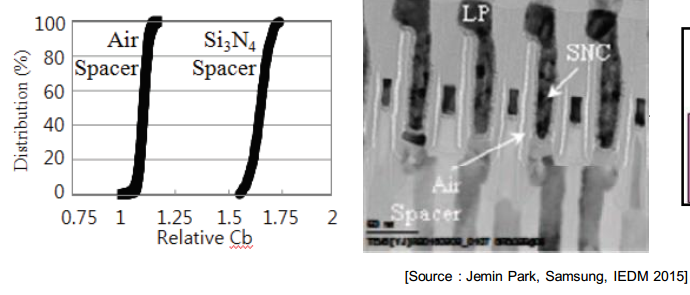 Distribution (%)
100
80
60
40
20
0
Air
Spacer
Si₃N₄
Spacer
0.75 1 1.25 1.5 1.75 2
Relative Cb
LP
SNC
Air
Spacer
[Source : Jemin Park, Samsung, IEDM 2015]